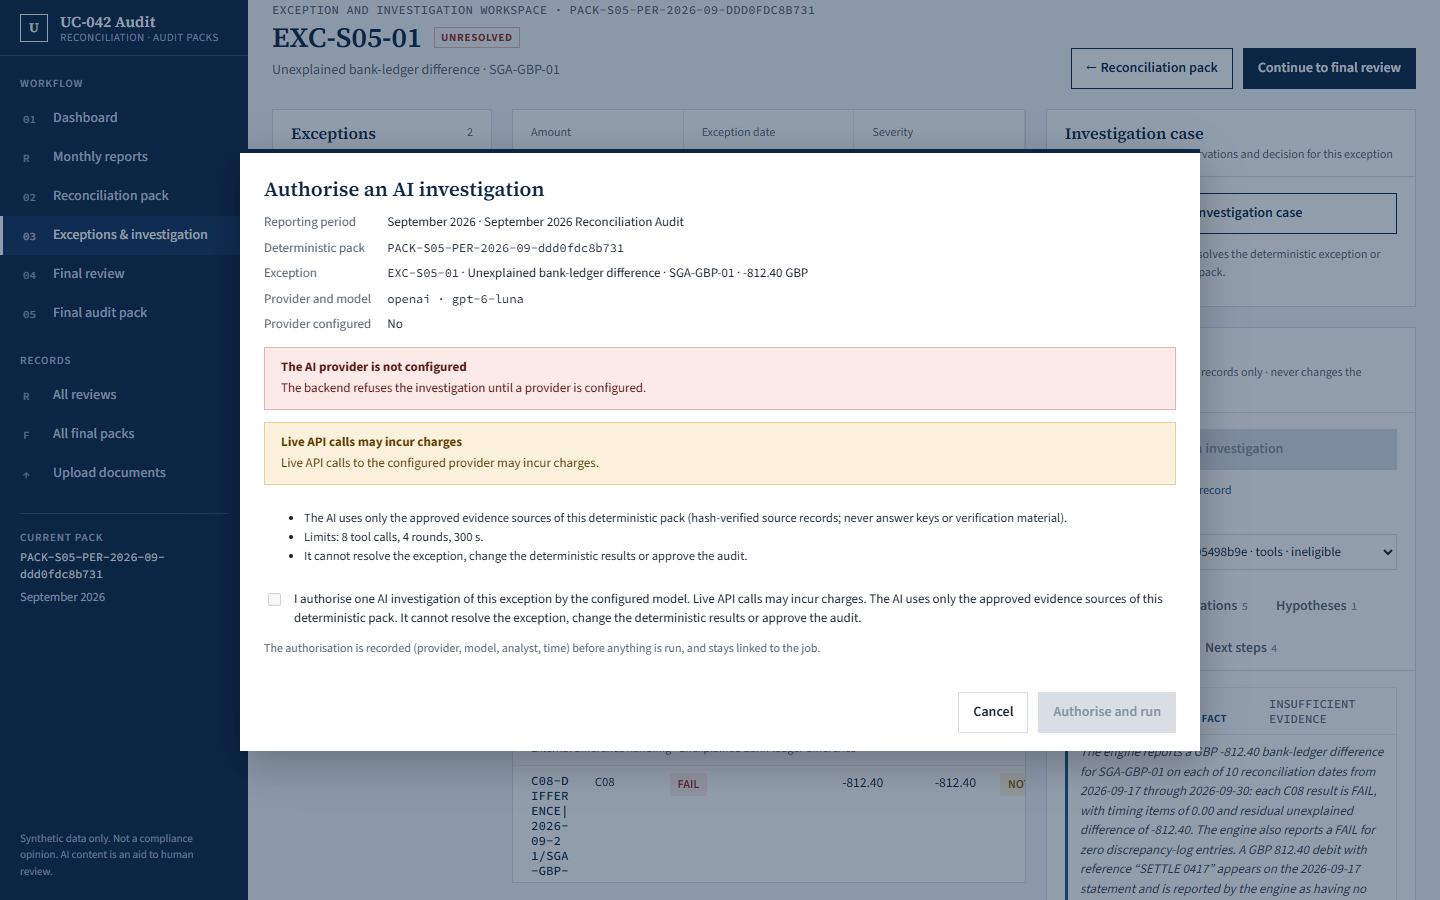 U
UC-042 Audit
RECONCILIATION · AUDIT PACKS
WORKFLOW
01 Dashboard
R Monthly reports
02 Reconciliation pack
03 Exceptions & investigation
04 Final review
05 Final audit pack
RECORDS
R All reviews
F All final packs
↑ Upload documents
CURRENT PACK
PACK-S05-PER-2026-09-
ddd0fdc8b731
September 2026
Synthetic data only. Not a compliance
opinion. AI content is an aid to human
review.
EXCEPTION AND INVESTIGATION WORKSPACE · PACK-S05-PER-2026-09-DDD0FDC8B731
EXC-S05-01 UNRESOLVED
Unexplained bank-ledger difference · SGA-GBP-01
← Reconciliation pack
Continue to final review
Exceptions 2
Amount Exception date Severity
Investigation case
vations and decision for this exception
nvestigation case
solves the deterministic exception or
pack.
records only · never changes the
investigation
record
5498b9e · tools · ineligible
ations 5 Hypotheses 1
Next steps 4
FACT
INSUFFICIENT
EVIDENCE
Authorise an AI investigation
Reporting period September 2026 · September 2026 Reconciliation Audit
Deterministic pack PACK-S05-PER-2026-09-ddd0fdc8b731
Exception EXC-S05-01 · Unexplained bank-ledger difference · SGA-GBP-01 · -812.40 GBP
Provider and model openai · gpt-6-luna
Provider configured No
The AI provider is not configured
The backend refuses the investigation until a provider is configured.
Live API calls may incur charges
Live API calls to the configured provider may incur charges.
• The AI uses only the approved evidence sources of this deterministic pack (hash-verified source records; never answer keys or verification material).
• Limits: 8 tool calls, 4 rounds, 300 s.
• It cannot resolve the exception, change the deterministic results or approve the audit.
I authorise one AI investigation of this exception by the configured model. Live API calls may incur charges. The AI uses only the approved evidence sources of this
deterministic pack. It cannot resolve the exception, change the deterministic results or approve the audit.
The authorisation is recorded (provider, model, analyst, time) before anything is run, and stays linked to the job.
Cancel
Authorise and run
C08-D
IFFER
ENCE|
2026-
09-2
1/SGA
-GBP-
C08 FAIL -812.40 -812.40
The engine reports a GBP -812.40 bank-ledger difference
for SGA-GBP-01 on each of 10 reconciliation dates from
2026-09-17 through 2026-09-30: each C08 result is FAIL,
with timing items of 0.00 and residual unexplained
difference of -812.40. The engine also reports a FAIL for
zero discrepancy-log entries. A GBP 812.40 debit with
reference “SETTLE 0417” appears on the 2026-09-17
statement and is reported by the engine as having no